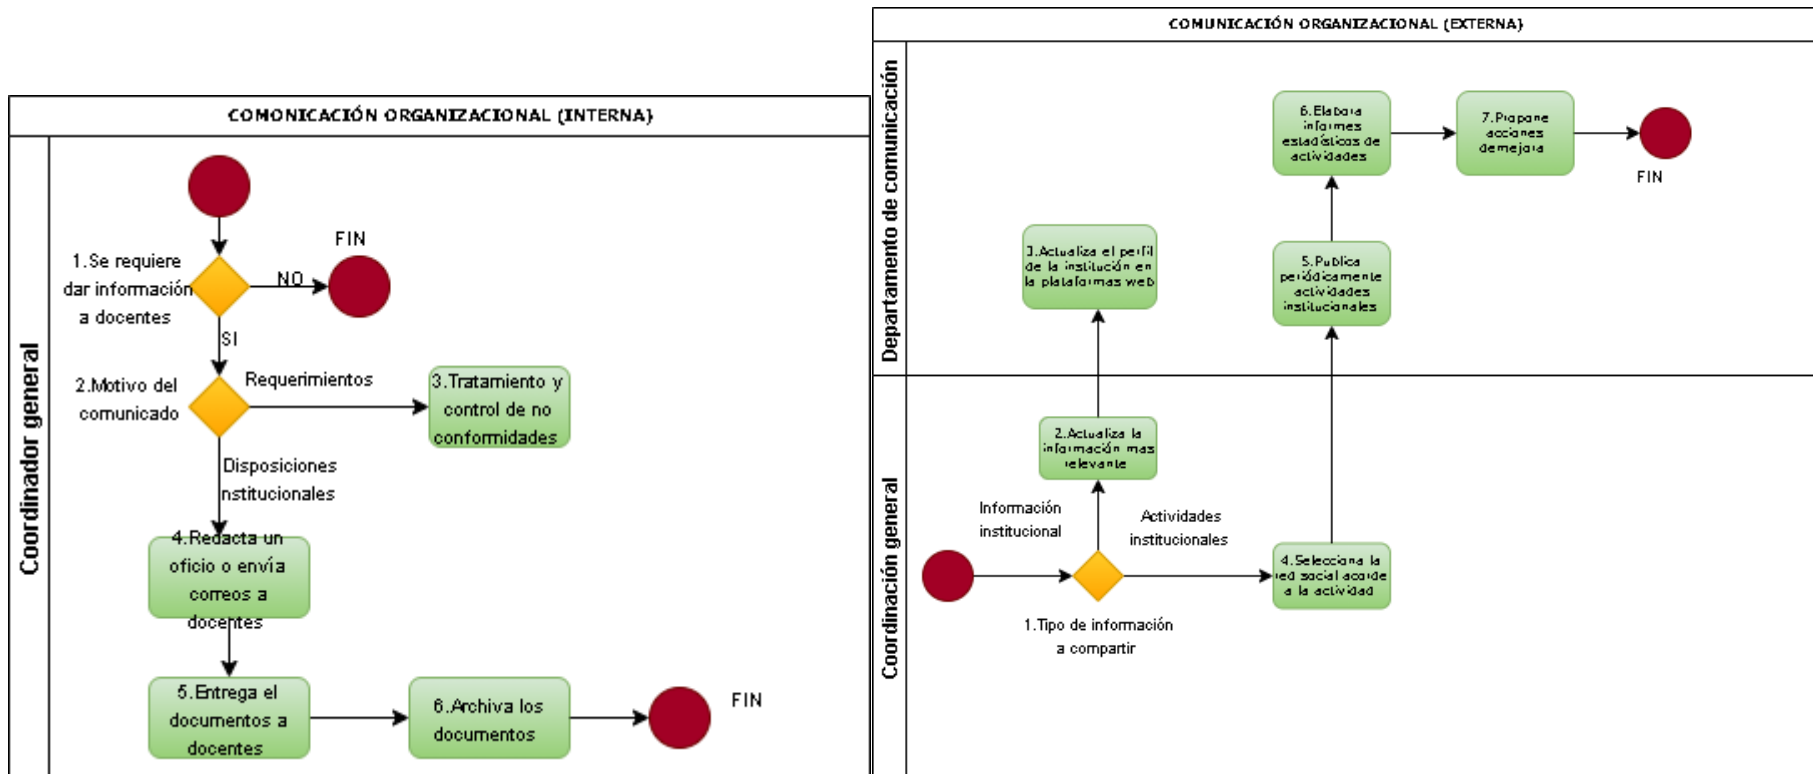 COMONICACIÓN ORGANIZACIONAL (INTERNA)
Coordinador general
1.Se requiere
dar información
a docentes
NO
FIN
SI
2.Motivo del
comunicado
Requerimientos
3.Tratamiento y
control de no
conformidades
Disposiciones
nstitucionales
4.Redacta un
oficio o envía
correos a
docentes
5.Entrega el
documentos a
docentes
6.Archiva los
documentos
FIN
COMUNICACIÓN ORGANIZACIONAL (EXTERNA)
Departamento de comunicación
6.Elabora
informes
estadísticos de
actividades
7.Propone
acciones
demejora
FIN
3.Actualiza el perfil
de la institución en
la plataformas web
5.Publica
periódicamente
actividades
institucionales
Coordinación general
2.Actualiza la
información mas
relevante
Información
institucional
Actividades
institucionales
4.Selecciona la
red social acorde
a la actividad
1.Tipo de información
a compartir